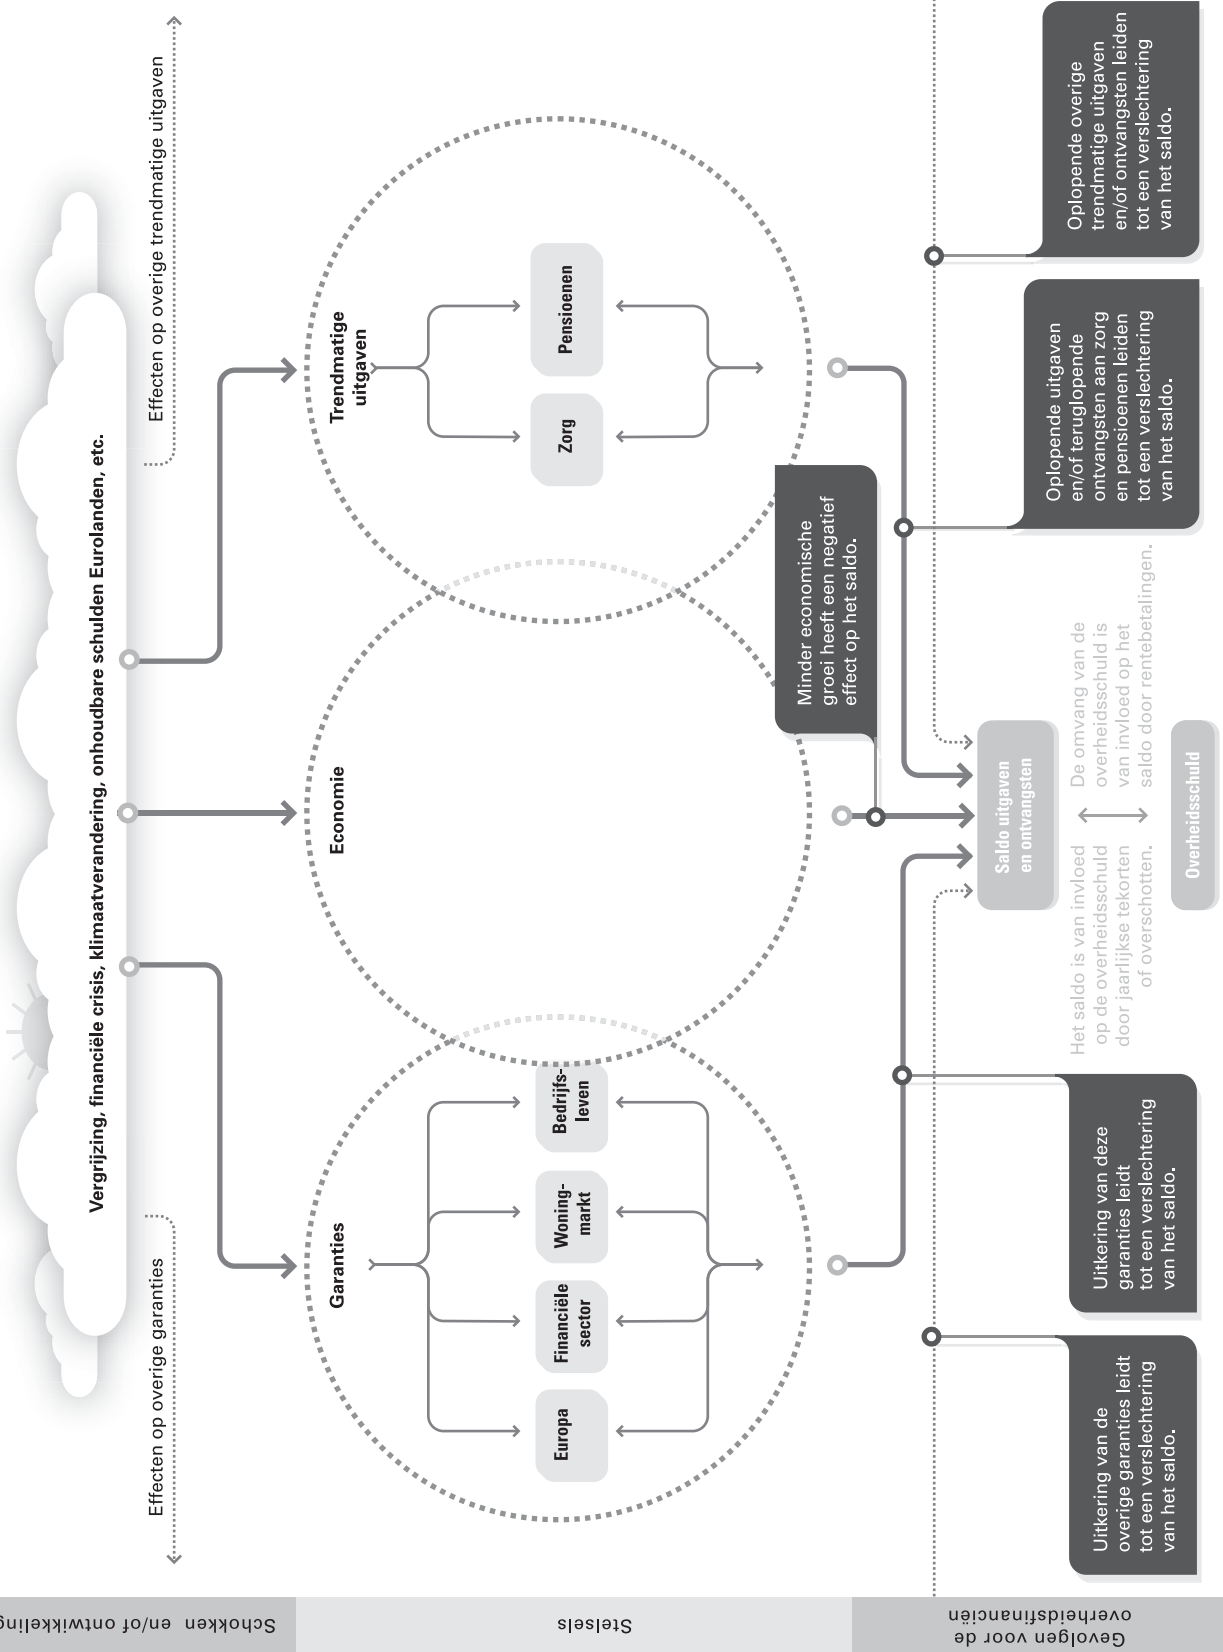 Schokken en/of ontwikkeling
Effecten op overige garanties
Vergrijzing, financiële crisis, klimaatverandering, onhoudbare schulden Eurolanden, etc.
Effecten op overige trendmatige uitgaven
Stelsels
Garanties
Europa
Financiële
sector
Woning-
markt
Bedrijfs-
leven
Economie
Trendmatige
uitgaven
Zorg
Pensioenen
Gevolgen voor de
overheidsfinanciën
Uitkering van de
overige garanties leidt
tot een verslechtering
van het saldo.
Uitkering van deze
garanties leidt
tot een verslechtering
van het saldo.
Minder economische
groei heeft een negatief
effect op het saldo.
Saldo uitgaven
en ontvangsten
Het saldo is van invloed
op de overheidsschuld
door jaarlijkse tekorten
of overschotten.
De omvang van de
overheidsschuld is
van invloed op het
saldo door rentebetalingen.
Overheidsschuld
Oplopende uitgaven
en/of teruglopende
ontvangsten aan zorg
en pensioenen leiden
tot een verslechtering
van het saldo.
Oplopende overige
trendmatige uitgaven
en/of ontvangsten leiden
tot een verslechtering
van het saldo.